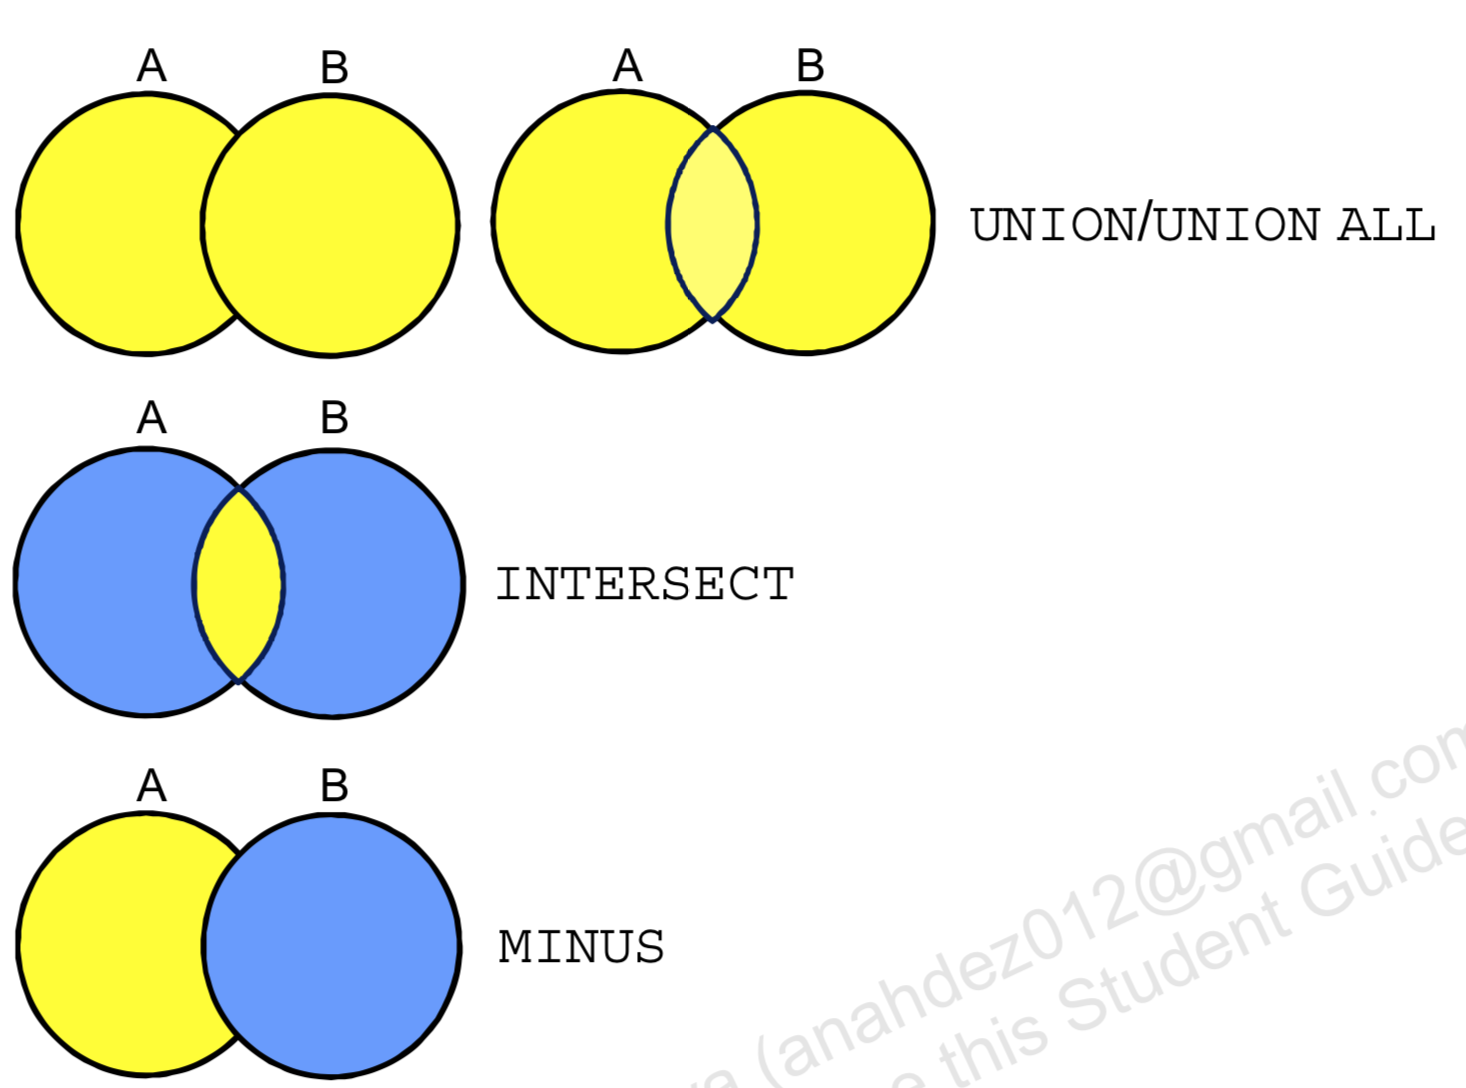 A B A B
UNION/UNION ALL
A B
INTERSECT
A B
MINUS
(anahdez012@gmail.com
this Student Guide